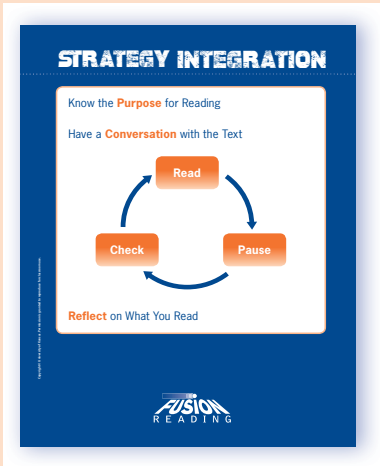 STRATEGY INTEGRATION
Know the Purpose for Reading
Have a Conversation with the Text
Read
Check
Pause
Reflect on What You Read
FUSION
READING